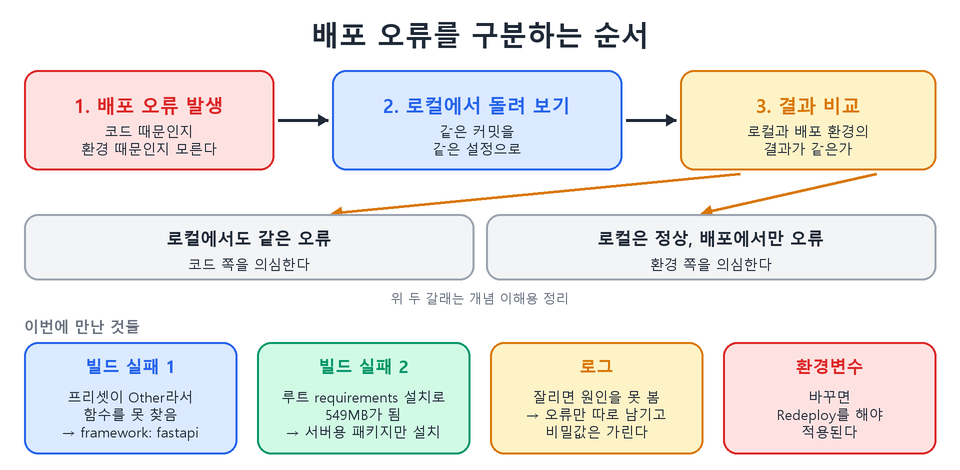 배포 오류를 구분하는 순서
1. 배포 오류 발생
코드 때문인지
환경 때문인지 모른다
2. 로컬에서 돌려 보기
같은 커밋을
같은 설정으로
3. 결과 비교
로컬과 배포 환경의
결과가 같은가
로컬에서도 같은 오류
코드 쪽을 의심한다
로컬은 정상, 배포에서만 오류
환경 쪽을 의심한다
위 두 갈래는 개념 이해용 정리
이번에 만난 것들
빌드 실패 1
프리셋이 Other라서
함수를 못 찾음
→ framework: fastapi
빌드 실패 2
루트 requirements 설치로
549MB가 됨
→ 서버용 패키지만 설치
로그
잘리면 원인을 못 봄
→ 오류만 따로 남기고
비밀값은 가린다
환경변수
바꾸면
Redeploy를 해야
적용된다